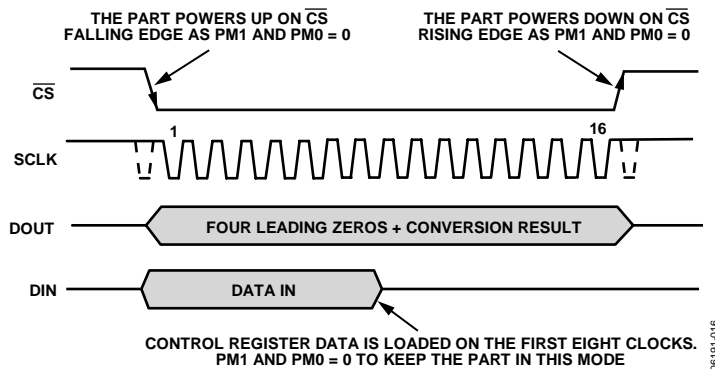 THE PART POWERS UP ON CS
FALLING EDGE AS PM1 AND PM0 = 0
THE PART POWERS DOWN ON CS
RISING EDGE AS PM1 AND PM0 = 0
CS
1
16
SCLK
DOUT
FOUR LEADING ZEROS + CONVERSION RESULT
DIN
DATA IN
CONTROL REGISTER DATA IS LOADED ON THE FIRST EIGHT CLOCKS.
PM1 AND PM0 = 0 TO KEEP THE PART IN THIS MODE
06191-016